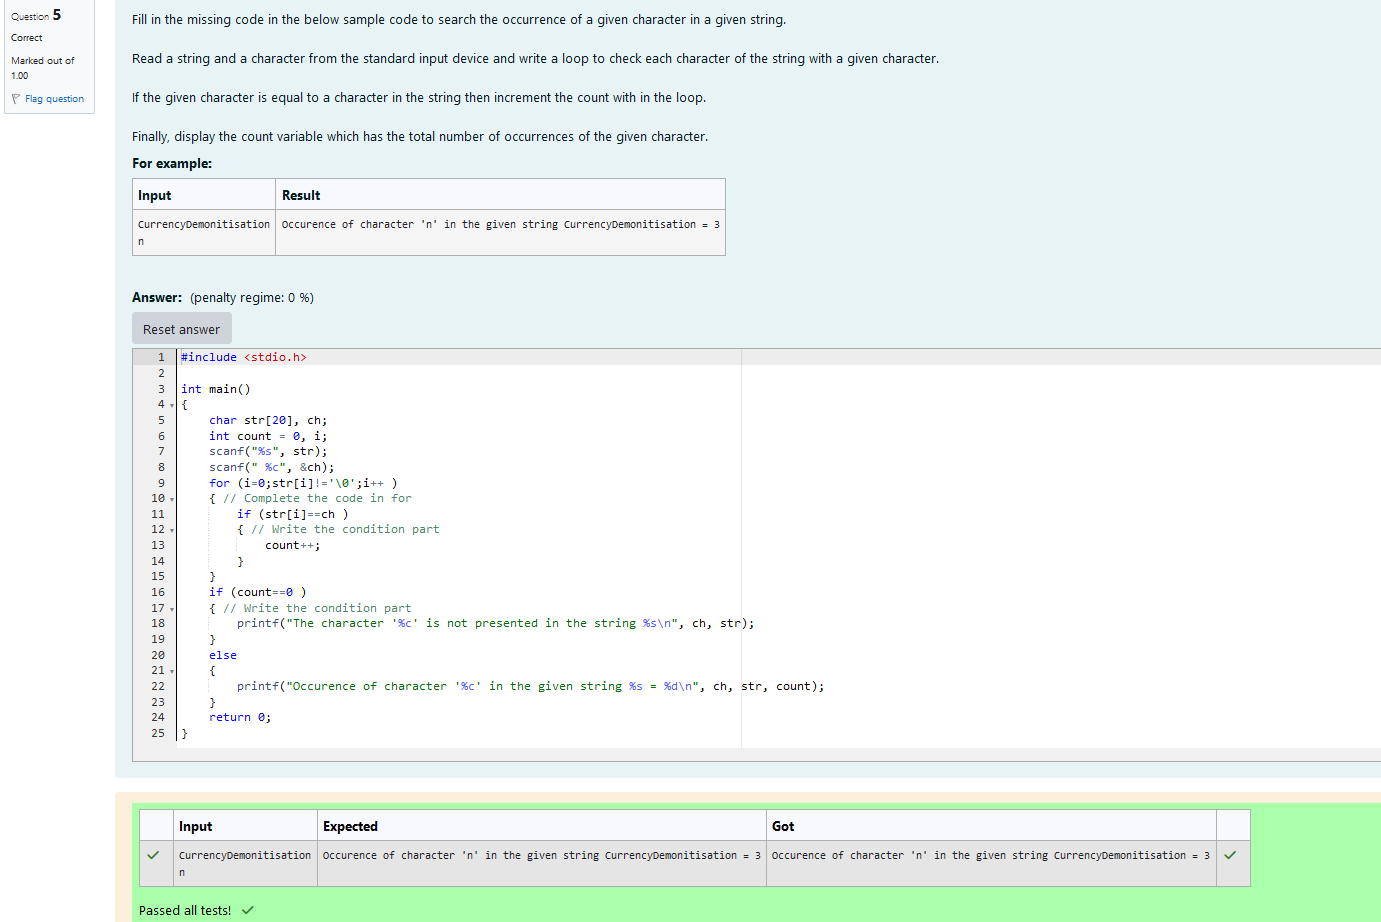 Question 5
Correct
Marked out of
1.00
Flag question
Fill in the missing code in the below sample code to search the occurrence of a given character in a given string.
Read a string and a character from the standard input device and write a loop to check each character of the string with a given character.
If the given character is equal to a character in the string then increment the count with in the loop.
Finally, display the count variable which has the total number of occurrences of the given character.
For example:
Input Result
CurrencyDemonitisation Occurence of character 'n' in the given string CurrencyDemonitisation = 3
n
Answer: (penalty regime: 0 %)
Reset answer
1 #include <stdio.h>
2
3 int main()
4 {
5 char str[20], ch;
6 int count = 0, i;
7 scanf("%s", str);
8 scanf(" %c", &ch);
9 for (i=0;str[i]!='\0';i++ )
10 { // Complete the code in for
11 if (str[i]==ch )
12 { // Write the condition part
13 count++;
14 }
15 }
16 if (count==0 )
17 { // Write the condition part
18 printf("The character '%c' is not presented in the string %s\n", ch, str);
19 }
20 else
21 {
22 printf("Occurence of character '%c' in the given string %s = %d\n", ch, str, count);
23 }
24 return 0;
25 }
Input Expected Got
CurrencyDemonitisation Occurence of character 'n' in the given string CurrencyDemonitisation = 3 Occurence of character 'n' in the given string CurrencyDemonitisation = 3
n
Passed all tests!